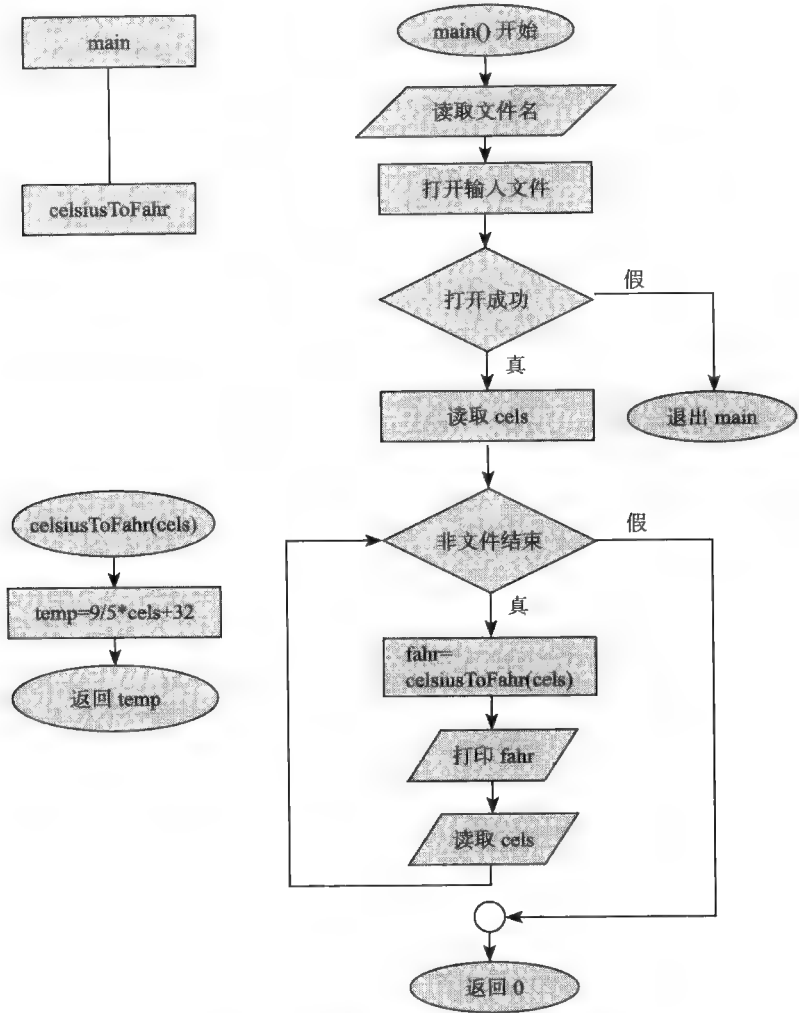 main
celsiusToFahr
main() 开始
读取文件名
打开输入文件
打开成功
假
真
读取 cels
退出 main
非文件结束
假
真
fahr=
celsiusToFahr(cels)
打印 fahr
读取 cels
返回 0
celsiusToFahr(cels)
temp=9/5*cels+32
返回 temp